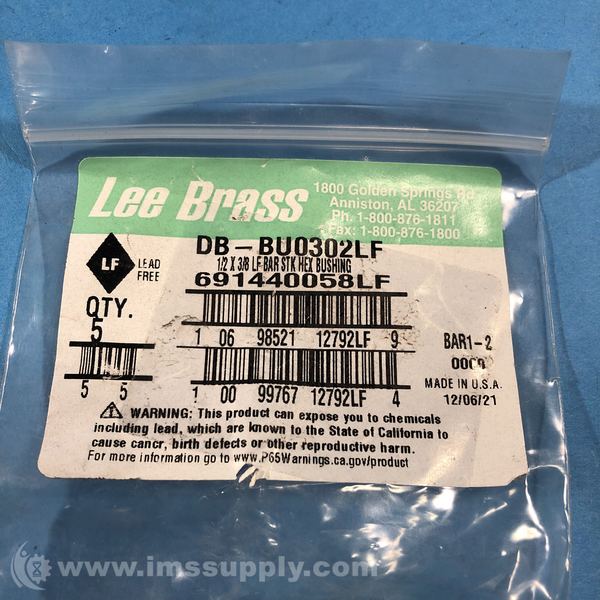 Lee Brass
1800 Golden Springs Rd
Anniston, AL 36207
Ph. 1-800-876-1811
Fax: 1-800-876-1800
LF
LEAD
FREE
DB-BU0302LF
1/2 X 3/8 LF BAR STK HEX BUSHING
691440058LF
QTY.
5
1 06 98521 12792LF 9
BAR1-2
5 5
1 00 99767 12792LF 4
MADE IN U.S.A.
12/06/21
WARNING: This product can expose you to chemicals
including lead, which are known to the State of California to
cause cancr, birth defects or other reproductive harm.
For more information go to www.P65Warnings.ca.gov/product
www.imssupply.com